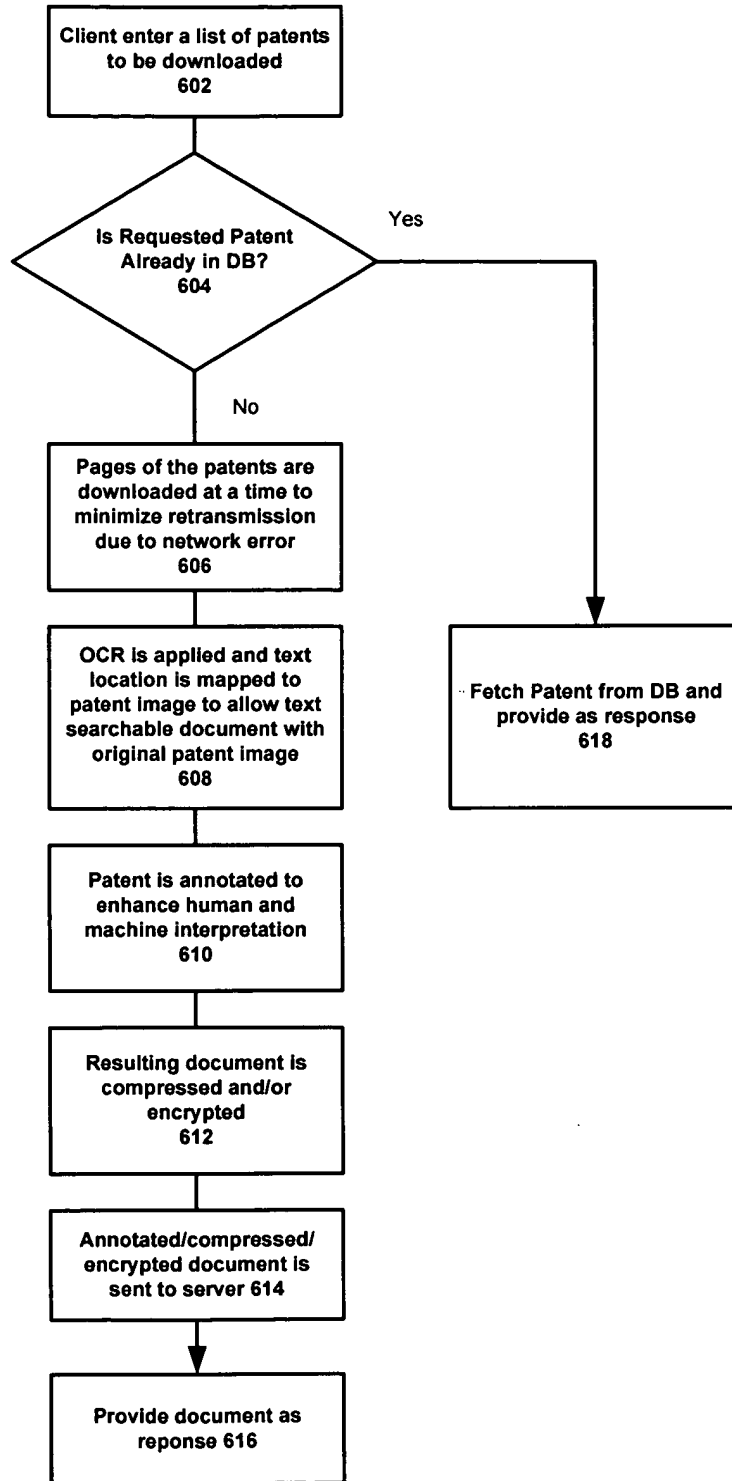 Client enter a list of patents
to be downloaded
602
Is Requested Patent
Already in DB?
604
Yes
No
Pages of the patents are
downloaded at a time to
minimize retransmission
due to network error
606
OCR is applied and text
location is mapped to
patent image to allow text
searchable document with
original patent image
608
Fetch Patent from DB and
provide as response
618
Patent is annotated to
enhance human and
machine interpretation
610
Resulting document is
compressed and/or
encrypted
612
Annotated/compressed/
encrypted document is
sent to server 614
Provide document as
reponse 616